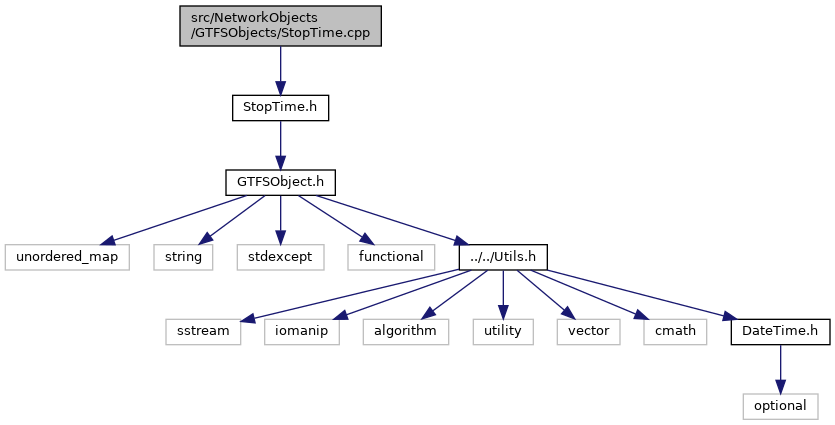 src/NetworkObjects
/GTFSObjects/StopTime.cpp
StopTime.h
GTFSObject.h
unordered_map
string
stdexcept
functional
../../Utils.h
sstream
iomanip
algorithm
utility
vector
cmath
DateTime.h
optional